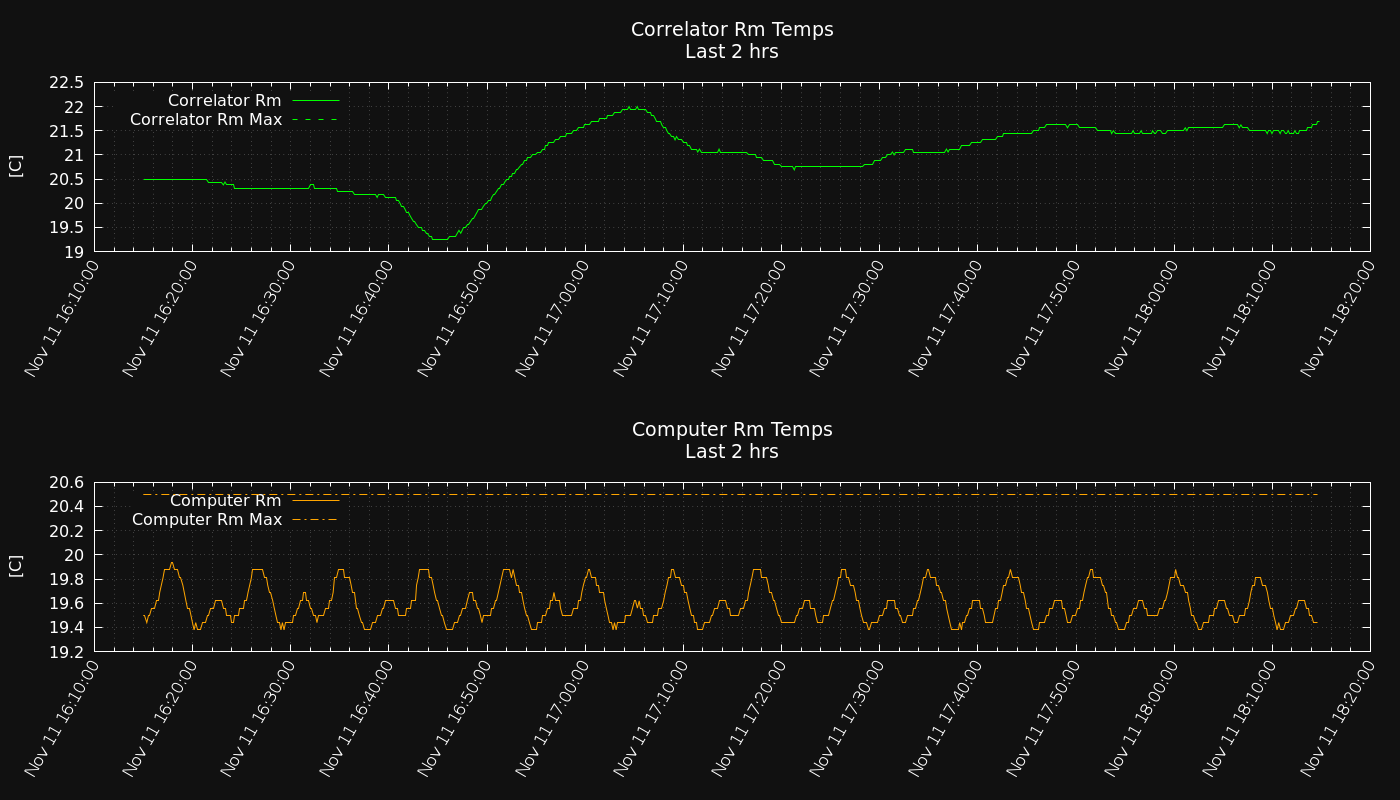 Correlator Rm Temps
Last 2 hrs
22.5
22
21.5
21
20.5
20
19.5
19
[C]
Correlator Rm
Correlator Rm Max
Nov 11 16:10:00
Nov 11 16:20:00
Nov 11 16:30:00
Nov 11 16:40:00
Nov 11 16:50:00
Nov 11 17:00:00
Nov 11 17:10:00
Nov 11 17:20:00
Nov 11 17:30:00
Nov 11 17:40:00
Nov 11 17:50:00
Nov 11 18:00:00
Nov 11 18:10:00
Nov 11 18:20:00
Computer Rm Temps
Last 2 hrs
20.6
20.4
20.2
20
19.8
19.6
19.4
19.2
[C]
Computer Rm
Computer Rm Max
Nov 11 16:10:00
Nov 11 16:20:00
Nov 11 16:30:00
Nov 11 16:40:00
Nov 11 16:50:00
Nov 11 17:00:00
Nov 11 17:10:00
Nov 11 17:20:00
Nov 11 17:30:00
Nov 11 17:40:00
Nov 11 17:50:00
Nov 11 18:00:00
Nov 11 18:10:00
Nov 11 18:20:00